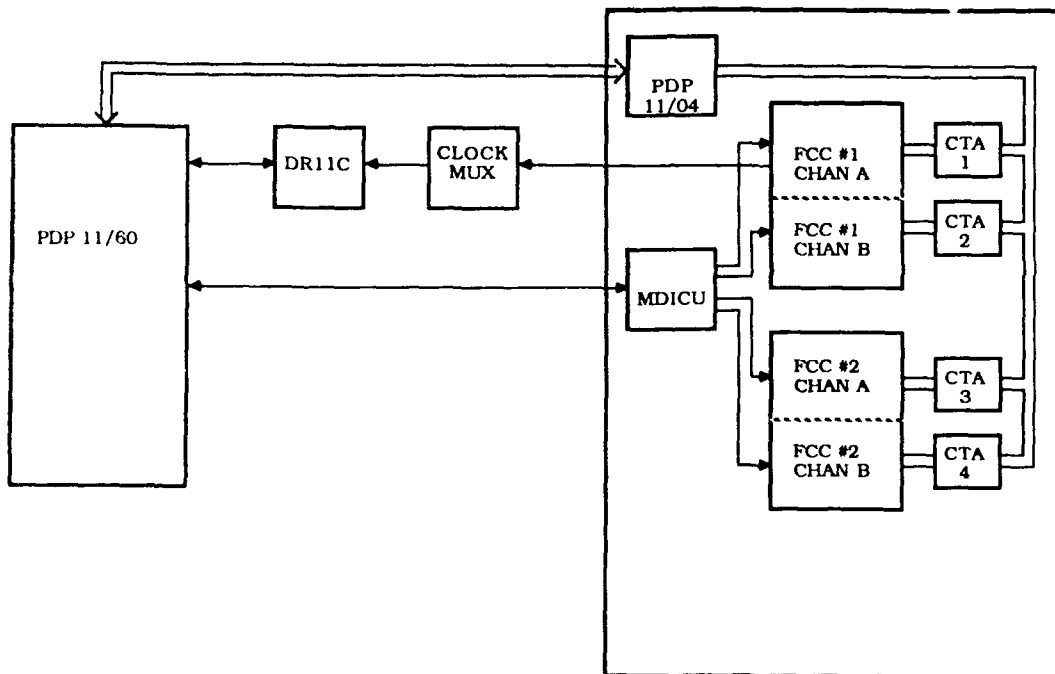 PDP
11/04
PDP 11/60
DR11C
CLOCK
MUX
FCC #1
CHAN A
CTA
1
FCC #1
CHAN B
CTA
2
MDICU
FCC #2
CHAN A
CTA
3
FCC #2
CHAN B
CTA
4